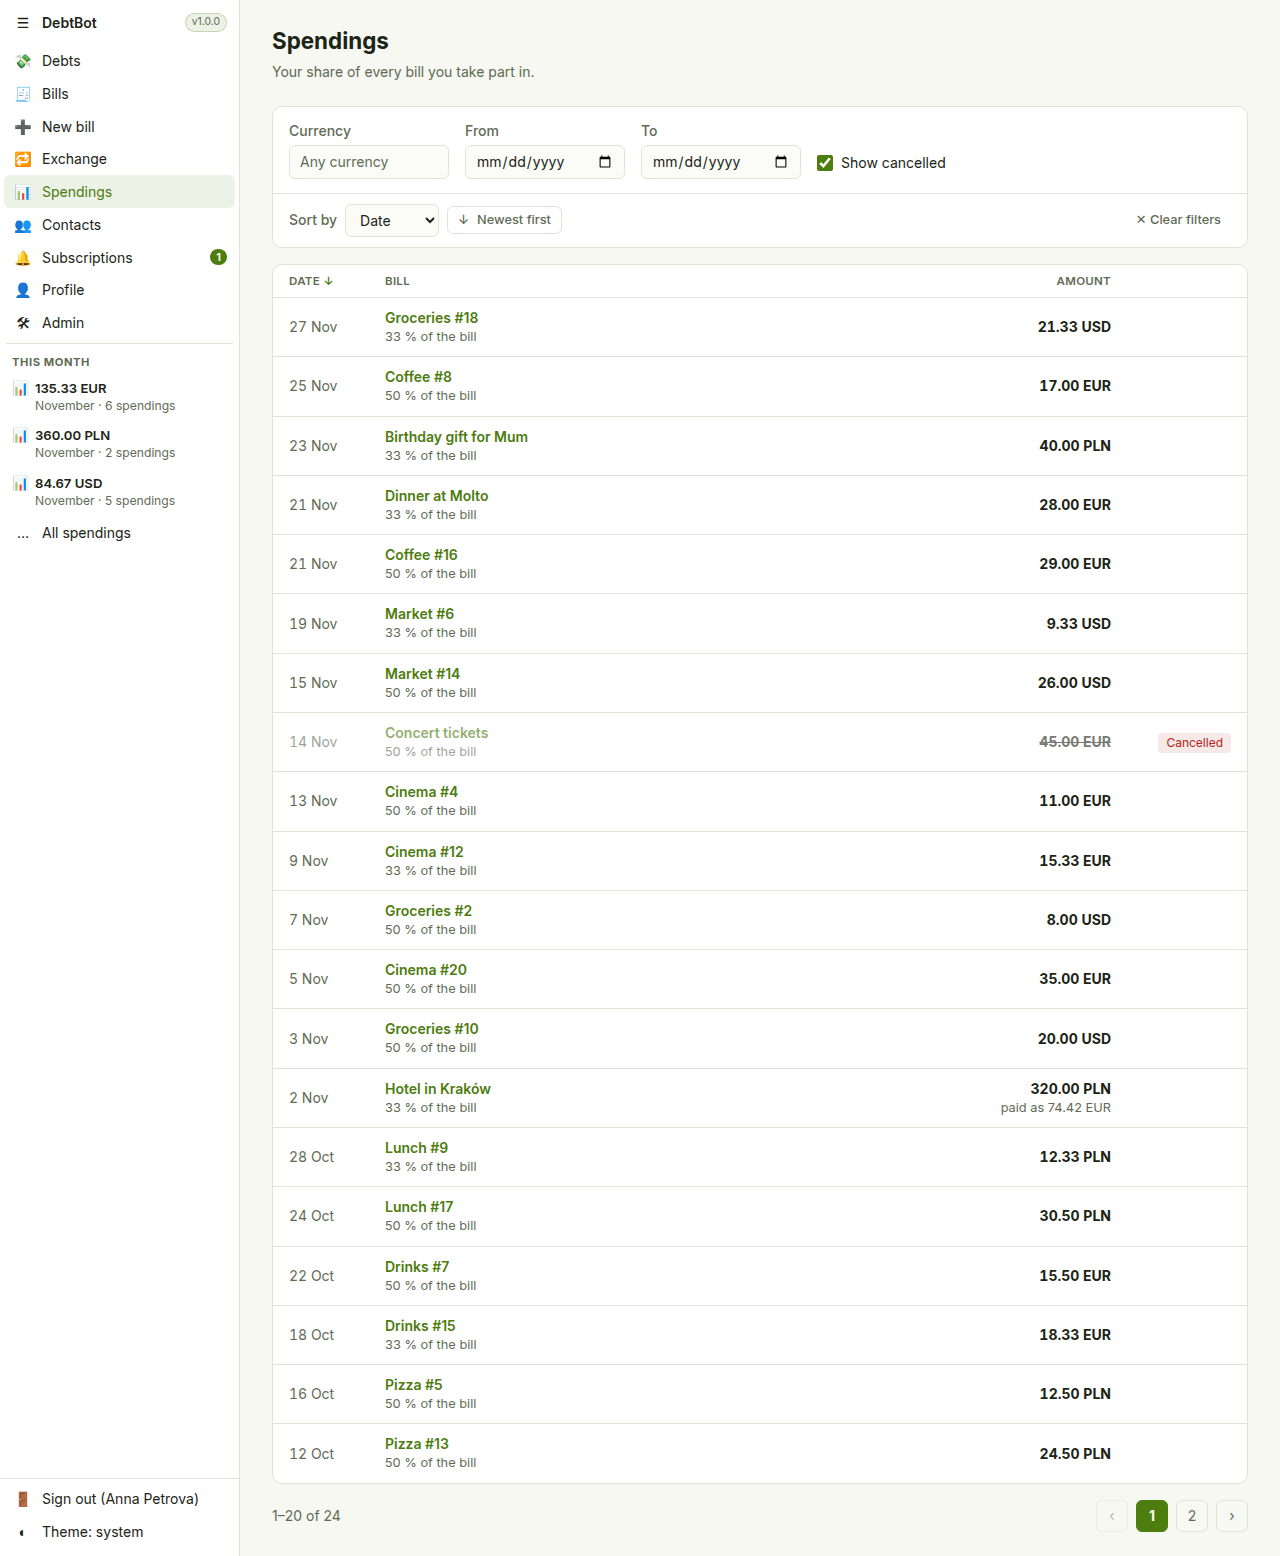 ☰ DebtBot v1.0.0
Debts
Bills
New bill
Exchange
Spendings
Contacts
Subscriptions 1
Profile
Admin
THIS MONTH
135.33 EUR
November · 6 spendings
360.00 PLN
November · 2 spendings
84.67 USD
November · 5 spendings
… All spendings
Sign out (Anna Petrova)
Theme: system
Spendings
Your share of every bill you take part in.
Currency From To
Any currency mm/dd/yyyy mm/dd/yyyy Show cancelled
Sort by Date ↓ Newest first ✕ Clear filters
DATE ↓ BILL AMOUNT
27 Nov Groceries #18 21.33 USD
33 % of the bill
25 Nov Coffee #8 17.00 EUR
50 % of the bill
23 Nov Birthday gift for Mum 40.00 PLN
33 % of the bill
21 Nov Dinner at Molto 28.00 EUR
33 % of the bill
21 Nov Coffee #16 29.00 EUR
50 % of the bill
19 Nov Market #6 9.33 USD
33 % of the bill
15 Nov Market #14 26.00 USD
50 % of the bill
14 Nov Concert tickets 45.00 EUR Cancelled
50 % of the bill
13 Nov Cinema #4 11.00 EUR
50 % of the bill
9 Nov Cinema #12 15.33 EUR
33 % of the bill
7 Nov Groceries #2 8.00 USD
50 % of the bill
5 Nov Cinema #20 35.00 EUR
50 % of the bill
3 Nov Groceries #10 20.00 USD
50 % of the bill
2 Nov Hotel in Kraków 320.00 PLN
33 % of the bill paid as 74.42 EUR
28 Oct Lunch #9 12.33 PLN
33 % of the bill
24 Oct Lunch #17 30.50 PLN
50 % of the bill
22 Oct Drinks #7 15.50 EUR
50 % of the bill
18 Oct Drinks #15 18.33 EUR
33 % of the bill
16 Oct Pizza #5 12.50 PLN
50 % of the bill
12 Oct Pizza #13 24.50 PLN
50 % of the bill
1–20 of 24 ‹ 1 2 ›